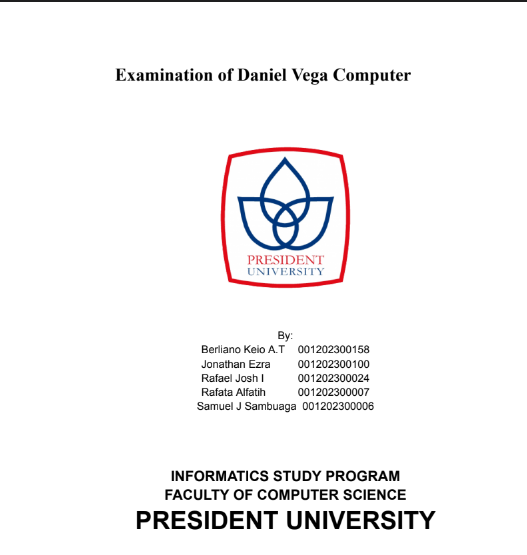 Examination of Daniel Vega Computer
PRESIDENT
UNIVERSITY
By:
Berliano Keio A.T 001202300158
Jonathan Ezra 001202300100
Rafael Josh I 001202300024
Rafata Alfatih 001202300007
Samuel J Sambuaga 001202300006
INFORMATICS STUDY PROGRAM
FACULTY OF COMPUTER SCIENCE
PRESIDENT UNIVERSITY